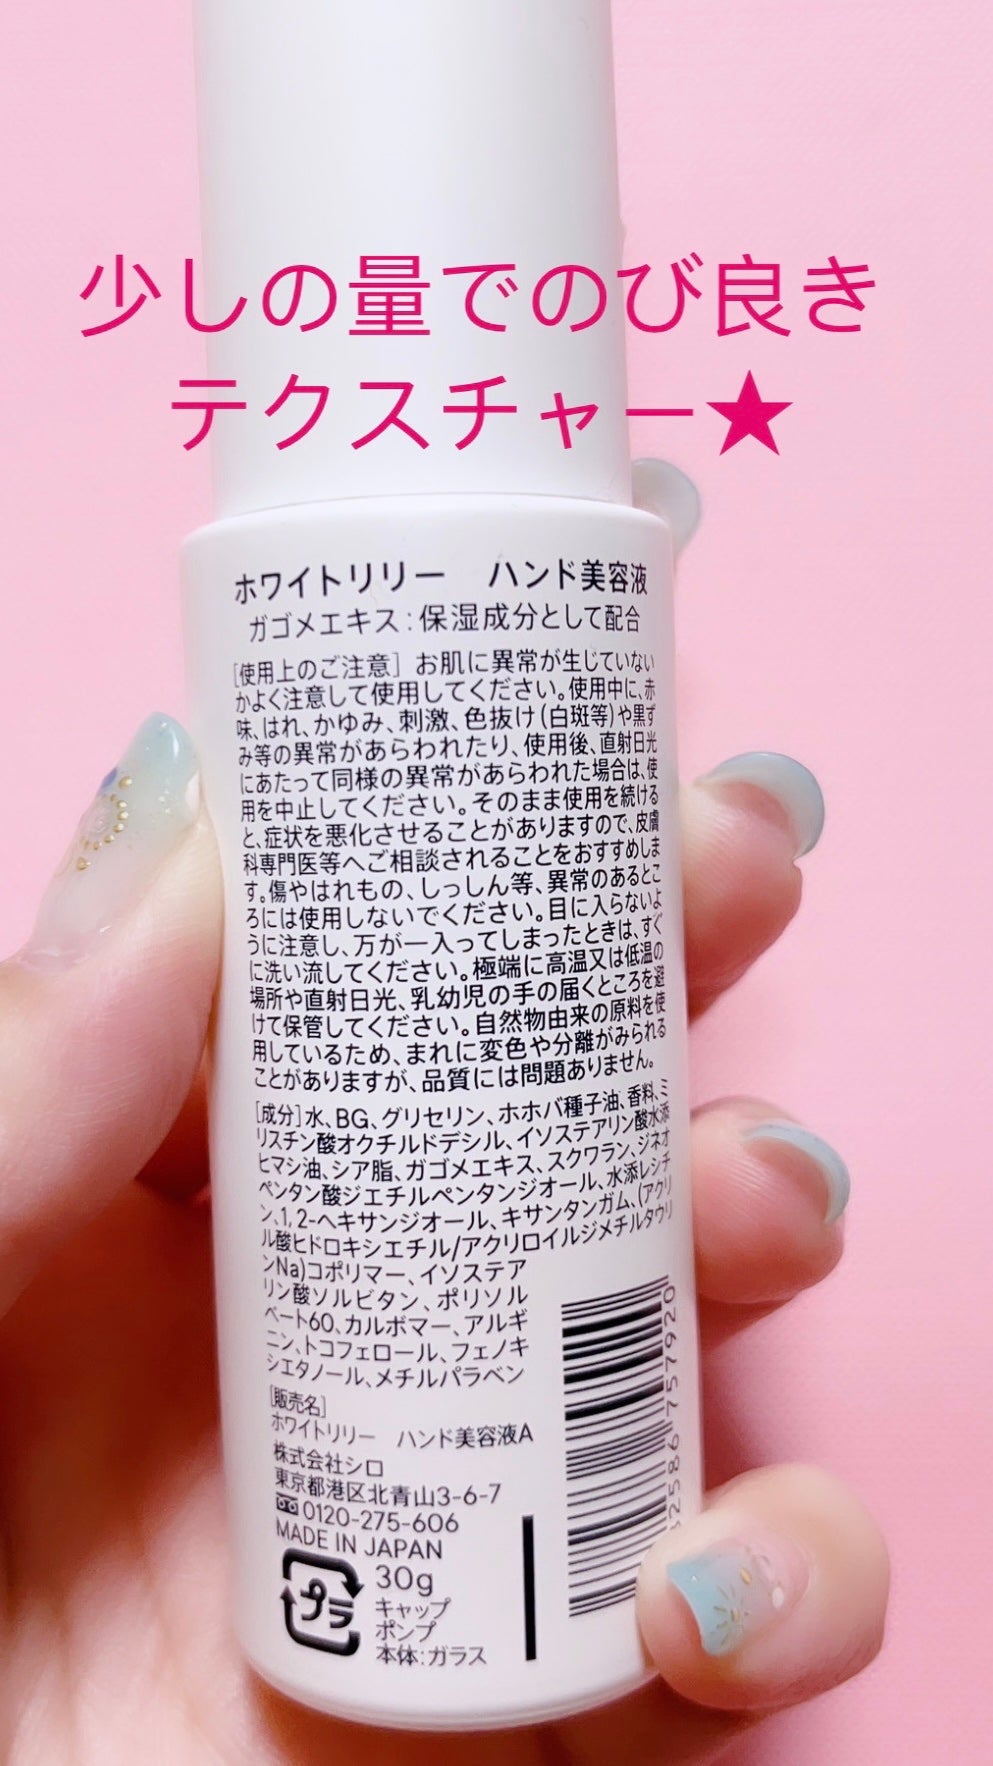 少しの量でのび良き
テクスチャー★
ホワイトリリー　ハンド美容液
ガゴメエキス：保湿成分として配合
［使用上のご注意］ お肌に異常が生じていない
かよく注意して使用してください。使用中に、赤
味、はれ、かゆみ、刺激、色抜け（白斑等）や黒ず
み等の異常があらわれたり、使用後、直射日光
にあたって同様の異常があらわれた場合は、使
用を中止してください。そのまま使用を続ける
と、症状を悪化させることがありますので、皮膚
科専門医等へご相談されることをおすすめしま
す。傷やはれもの、しっしん等、異常のあるとこ
ろには使用しないでください。目に入らないよ
うに注意し、万が一入ってしまったときは、すぐ
に洗い流してください。極端に高温又は低温の
場所や直射日光、乳幼児の手の届くところを避
けて保管してください。自然物由来の原料を使
用しているため、まれに変色や分離がみられる
ことがありますが、品質には問題ありません。
［成分］水、BG、グリセリン、ホホバ種子油、香料、ミ
リスチン酸オクチルドデシル、イソステアリン酸水添
ヒマシ油、シア脂、ガゴメエキス、スクワラン、ジネオ
ペンタン酸ジエチルペンタンジオール、水添レシチ
ン、1,2-ヘキサンジオール、キサンタンガム、（アクリ
ル酸ヒドロキシエチル/アクリロイルジメチルタウリ
ンNa）コポリマー、イソステア
リン酸ソルビタン、ポリソル
ベート60、カルボマー、アルギ
ニン、トコフェロール、フェノキ
シエタノール、メチルパラベン
［販売名］
ホワイトリリー　ハンド美容液A
株式会社シロ
東京都港区北青山3-6-7
0120-275-606
MADE IN JAPAN
プラ
30g
キャップ
ポンプ
本体：ガラス
32586 757920